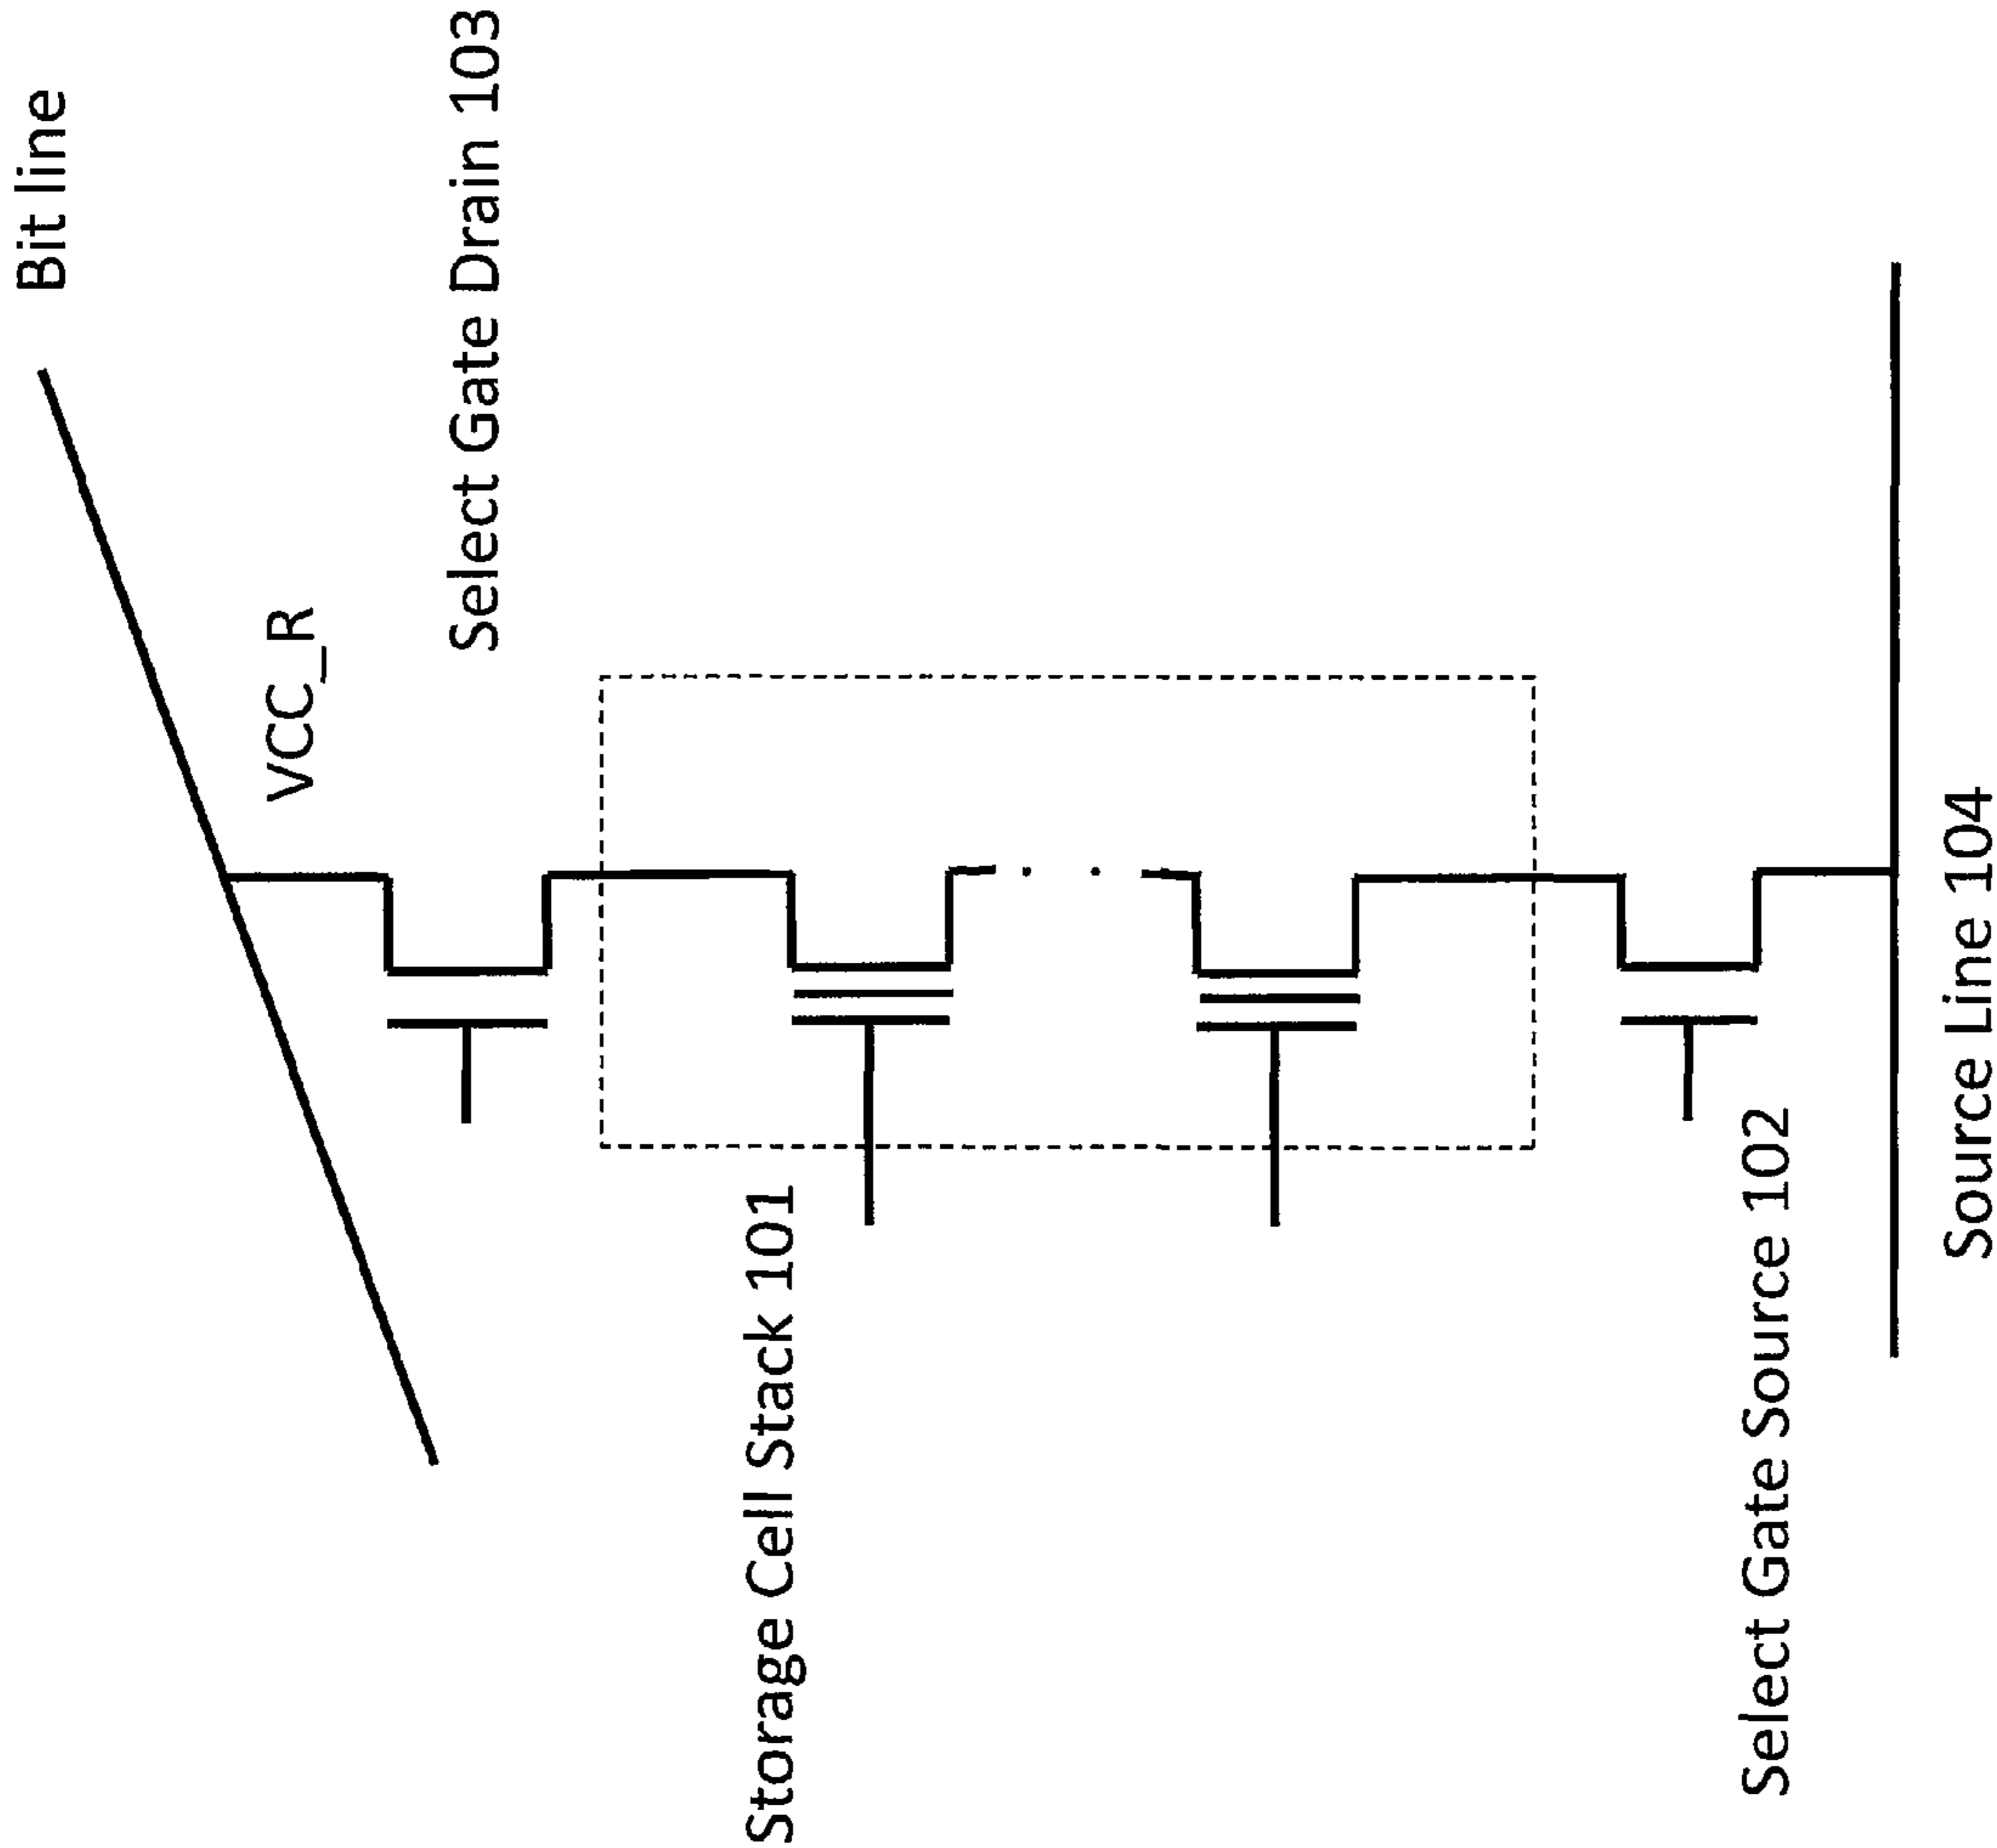 Bit line
VCC_R
Select Gate Drain 103
Storage Cell Stack 101
Select Gate Source 102
Source Line 104